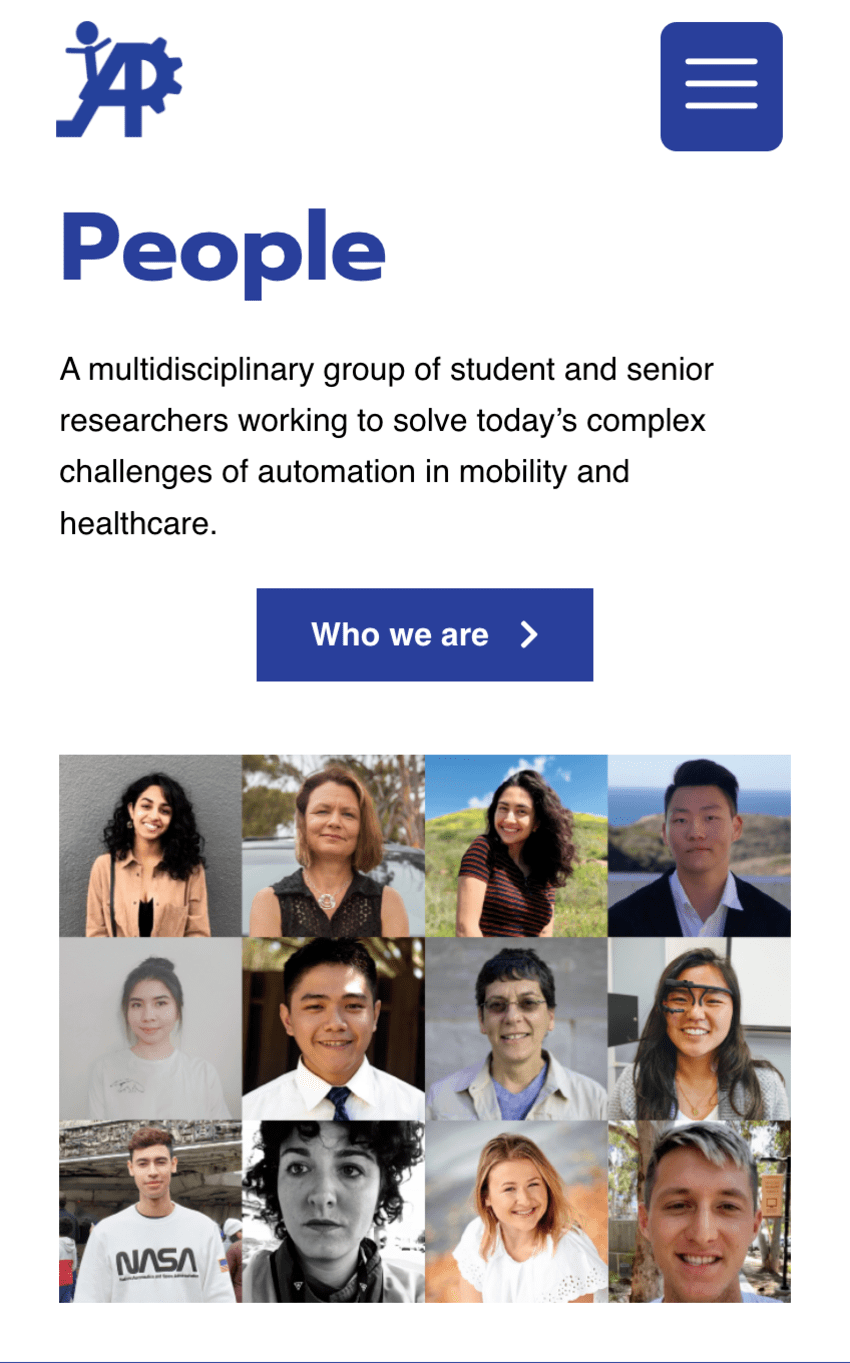 AP
People
A multidisciplinary group of student and senior
researchers working to solve today’s complex
challenges of automation in mobility and
healthcare.
Who we are
NASA